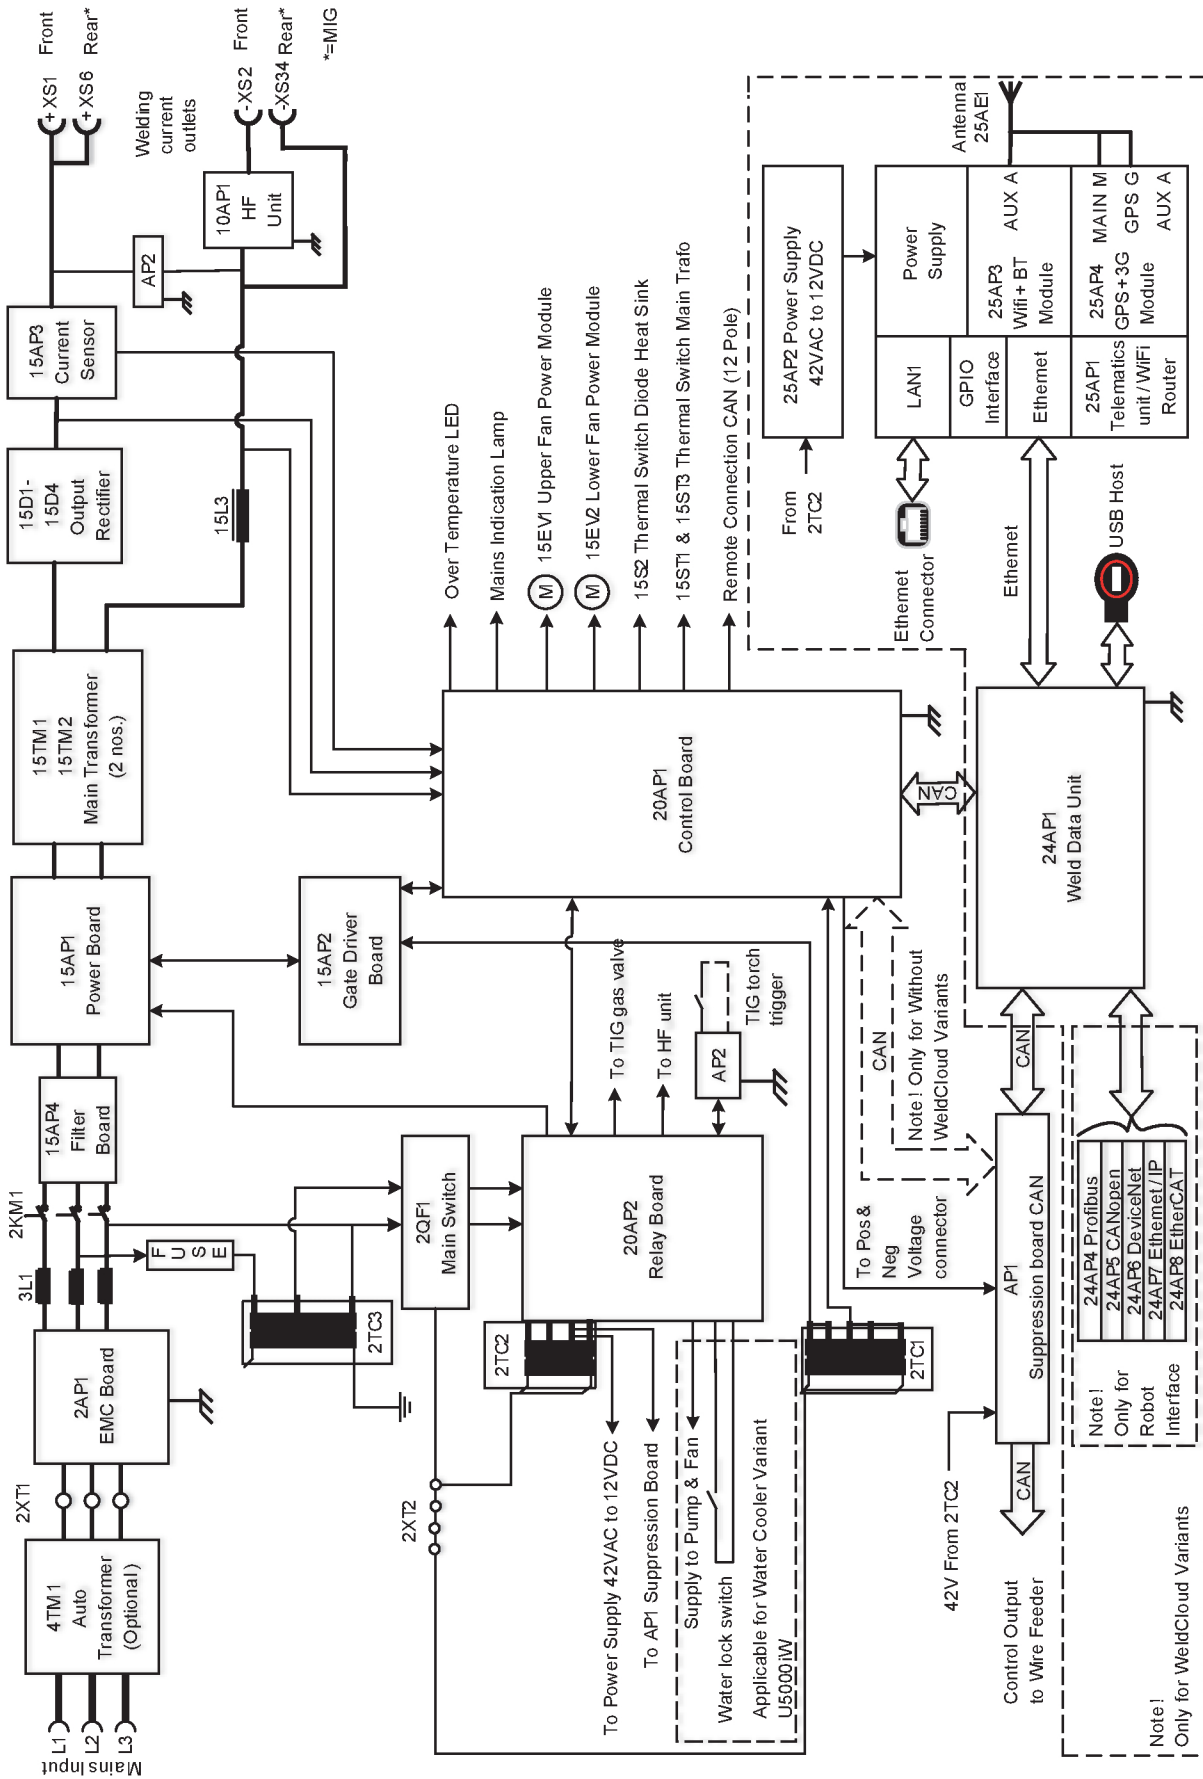 Mains Input
L1
L2
L3
4TM1
Auto
Transformer
(Optional)
2XT1
2AP1
EMC Board
3L1
2KM1
F U S E
15AP4
Filter
Board
15AP1
Power Board
15TM1
15TM2
Main Transformer
(2 nos.)
15D1-
15D4
Output
Rectifier
15AP3
Current
Sensor
+XS1 Front
+XS6 Rear*
Welding
current
outlets
AP2
15L3
10AP1
HF
Unit
-XS2 Front
-XS34 Rear*
*=MIG
2TC3
2QF1
Main Switch
15AP2
Gate Driver
Board
2XT2
2TC2
20AP2
Relay Board
To TIG gas valve
To HF unit
AP2
TIG torch
trigger
To Power Supply 42VAC to 12VDC
To AP1 Suppression Board
Supply to Pump & Fan
Water lock switch
Applicable for Water Cooler Variant
U5000iW
2TC1
20AP1
Control Board
Over Temperature LED
Mains Indication Lamp
M
15EV1 Upper Fan Power Module
M
15EV2 Lower Fan Power Module
15S2 Thermal Switch Diode Heat Sink
15ST1 & 15ST3 Thermal Switch Main Trafo
Remote Connection CAN (12 Pole)
To Pos &
Neg
Voltage
connector
CAN
Note! Only for Without
WeldCloud Variants
CAN
From
2TC2
25AP2 Power Supply
42VAC to 12VDC
Antenna
25AE1
Ethernet
Connector
LAN1
Power
Supply
GPIO
Interface
Ethernet
25AP3
Wifi + BT
Module
AUX A
25AP1
Telematics
unit / WiFi
Router
25AP4
GPS+3G
Module
MAIN M
GPS G
AUX A
Ethernet
USB Host
24AP1
Weld Data Unit
CAN
42V From 2TC2
AP1
Suppression board CAN
CAN
Control Output
to Wire Feeder
24AP4 Profibus
24AP5 CANopen
24AP6 DeviceNet
24AP7 Ethernet / IP
24AP8 EtherCAT
Note!
Only for
Robot
Interface
Note!
Only for WeldCloud Variants